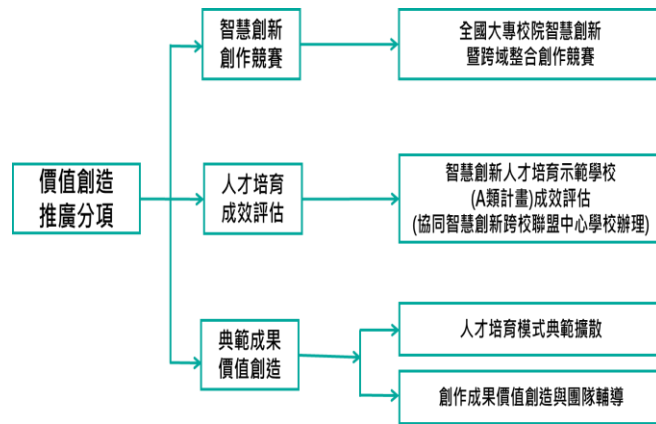 智慧創新
創作競賽
全國大專校院智慧創新
暨跨域整合創作競賽
價值創造
推廣分項
人才培育
成效評估
智慧創新人才培育示範學校
(A類計畫)成效評估
(協同智慧創新跨校聯盟中心學校辦理)
典範成果
價值創造
人才培育模式典範擴散
創作成果價值創造與團隊輔導